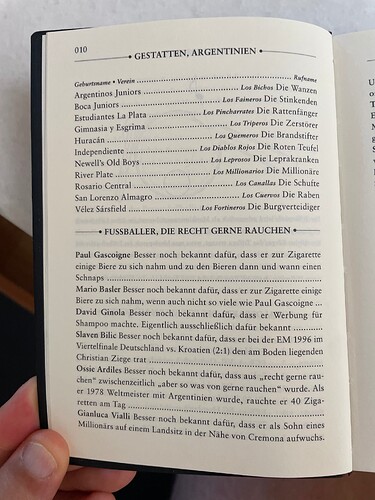 010
GESTATTEN, ARGENTINIEN
Geburtsname • Verein ........ Rufname
Argentinos Juniors ........ Los Bichos Die Wanzen
Boca Juniors ........ Los Faineros Die Stinkenden
Estudiantes La Plata ........ Los Pincharrates Die Rattenfänger
Gimnasia y Esgrima ........ Los Triperos Die Zerstörer
Huracán ........ Los Quemeros Die Brandstifter
Independiente ........ Los Diablos Rojos Die Roten Teufel
Newell's Old Boys ........ Los Leprosos Die Leprakranken
River Plate ........ Los Millionarios Die Millionäre
Rosario Central ........ Los Canallas Die Schufte
San Lorenzo Almagro ........ Los Cuervos Die Raben
Vélez Sársfield ........ Los Fortineros Die Burgverteidiger
FUSSBALLER, DIE RECHT GERNE RAUCHEN
Paul Gascoigne Besser noch bekannt dafür, dass er zur Zigarette
einige Biere zu sich nahm und zu den Bieren dann und wann einen
Schnaps ........
Mario Basler Besser noch bekannt dafür, dass er zur Zigarette einige
Biere zu sich nahm, wenn auch nicht so viele wie Paul Gascoigne ...
David Ginola Besser noch bekannt dafür, dass er Werbung für
Shampoo machte. Eigentlich ausschließlich dafür bekannt ........
Slaven Bilic Besser noch bekannt dafür, dass er bei der EM 1996 im
Viertelfinale Deutschland vs. Kroatien (2:1) den am Boden liegenden
Christian Ziege trat ........
Ossie Ardiles Besser noch bekannt dafür, dass aus „recht gerne rau-
chen" zwischenzeitlich „aber so was von gerne rauchen" wurde. Als
er 1978 Weltmeister mit Argentinien wurde, rauchte er 40 Ziga-
retten am Tag ........
Gianluca Vialli Besser noch bekannt dafür, dass er als Sohn eines
Millionärs auf einem Landsitz in der Nähe von Cremona aufwuchs.